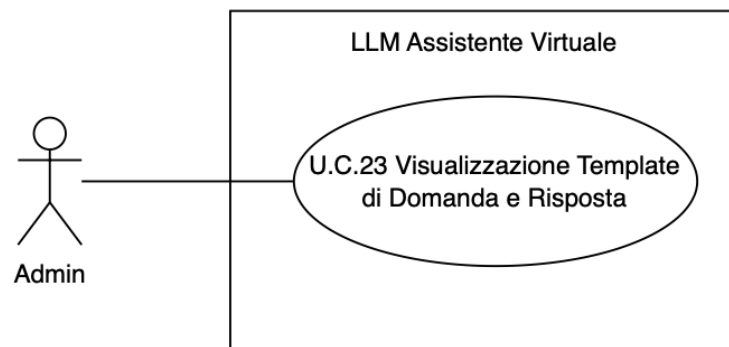 LLM Assistente Virtuale
U.C.23 Visualizzazione Template
di Domanda e Risposta
Admin